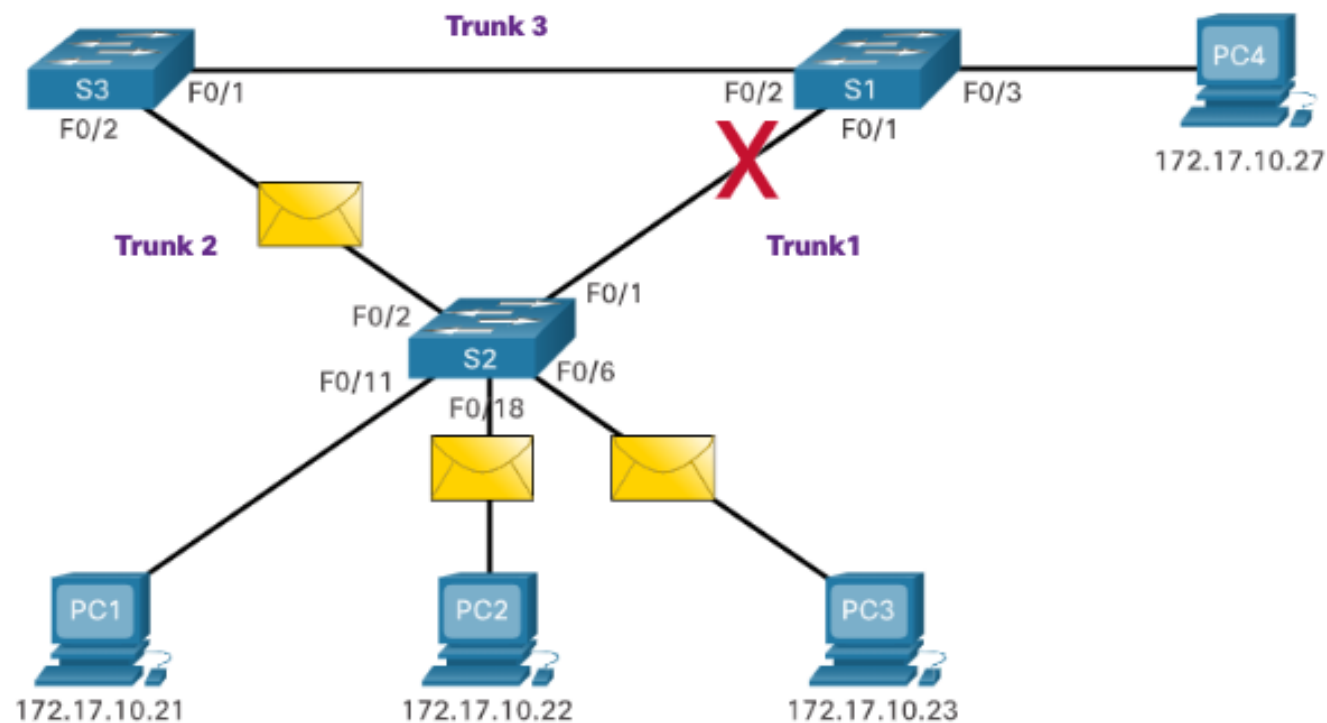 Trunk 3
S3
F0/1
F0/2
S1
F0/3
PC4
F0/2
F0/1
172.17.10.27
Trunk 2
Trunk1
F0/1
F0/2
S2
F0/11
F0/6
F0/18
PC1
PC2
PC3
172.17.10.21
172.17.10.22
172.17.10.23